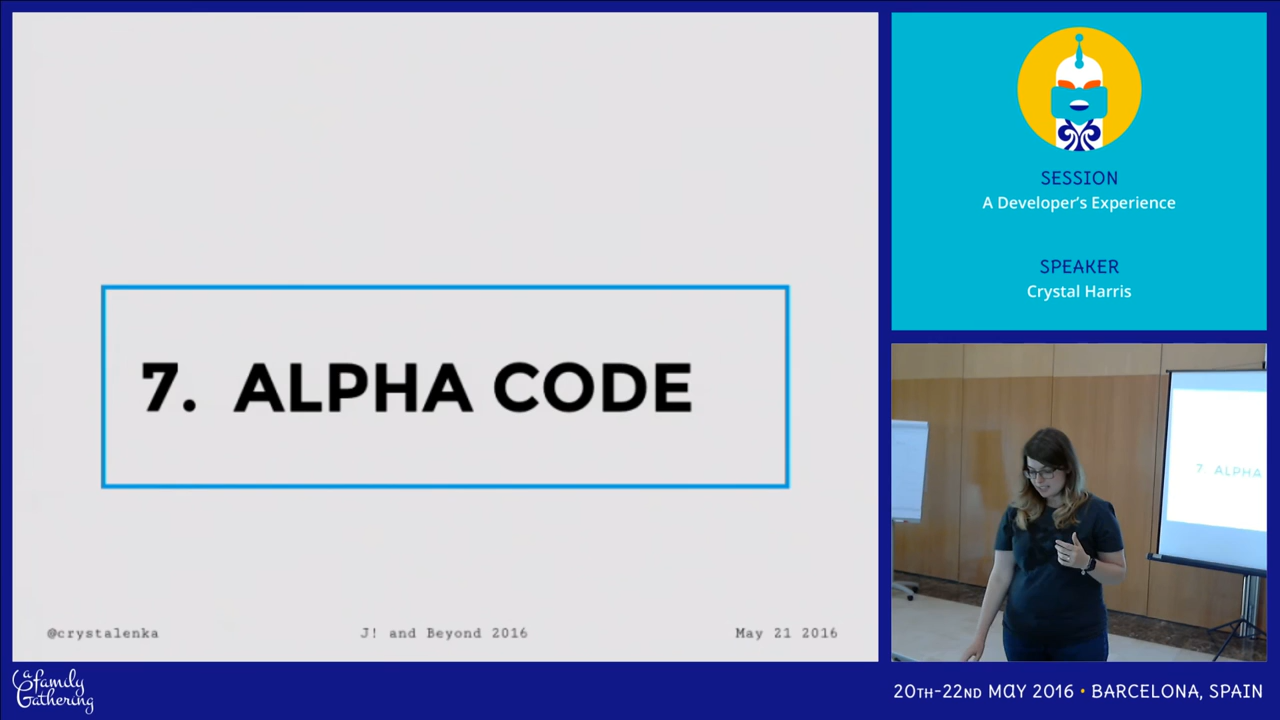 7. ALPHA CODE
@crystalenka
J! and Beyond 2016
May 21 2016
SESSION
A Developer's Experience
SPEAKER
Crystal Harris
7. ALPHA
a family
Gathering
20TH-22ND MAY 2016 • BARCELONA, SPAIN